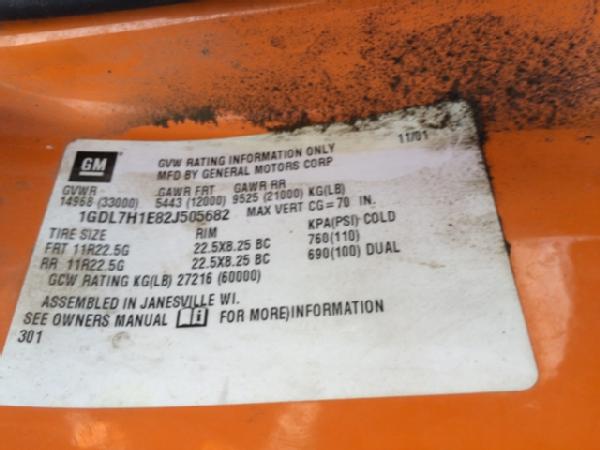 GM
GVW RATING INFORMATION ONLY 11/01
MFD BY GENERAL MOTORS CORP
GVWR GAWR FRT GAWR RR
14968 (33000) 5443 (12000) 9525 (21000) KG(LB)
1GDL7H1E82J505682 MAX VERT CG=70 IN.
TIRE SIZE RIM KPA(PSI)-COLD
FRT 11R22.5G 22.5X8.25 BC 760(110)
RR 11R22.5G 22.5X8.25 BC 690(100) DUAL
GCW RATING KG(LB) 27216 (60000)
ASSEMBLED IN JANESVILLE WI.
SEE OWNERS MANUAL i FOR MORE)INFORMATION
301